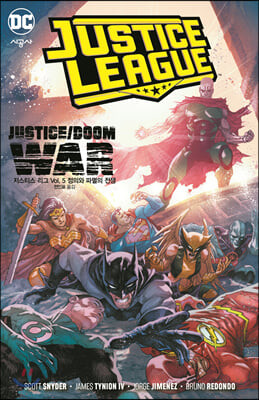 DC
시공사
JUSTICE
LEAGUE
JUSTICE/DOOM
WAR
저스티스 리그 Vol. 5 정의와 파멸의 전쟁
SCOTT SNYDER
JAMES TYNION IV
JORGE JIMENEZ
BRUNO REDONDO